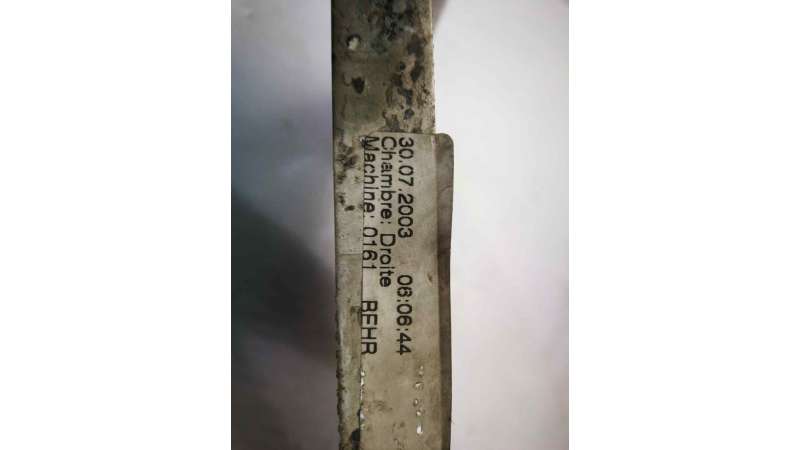 30.07.2003 06:06:44
Chambre: Droite
Machine: 0161 BEHR